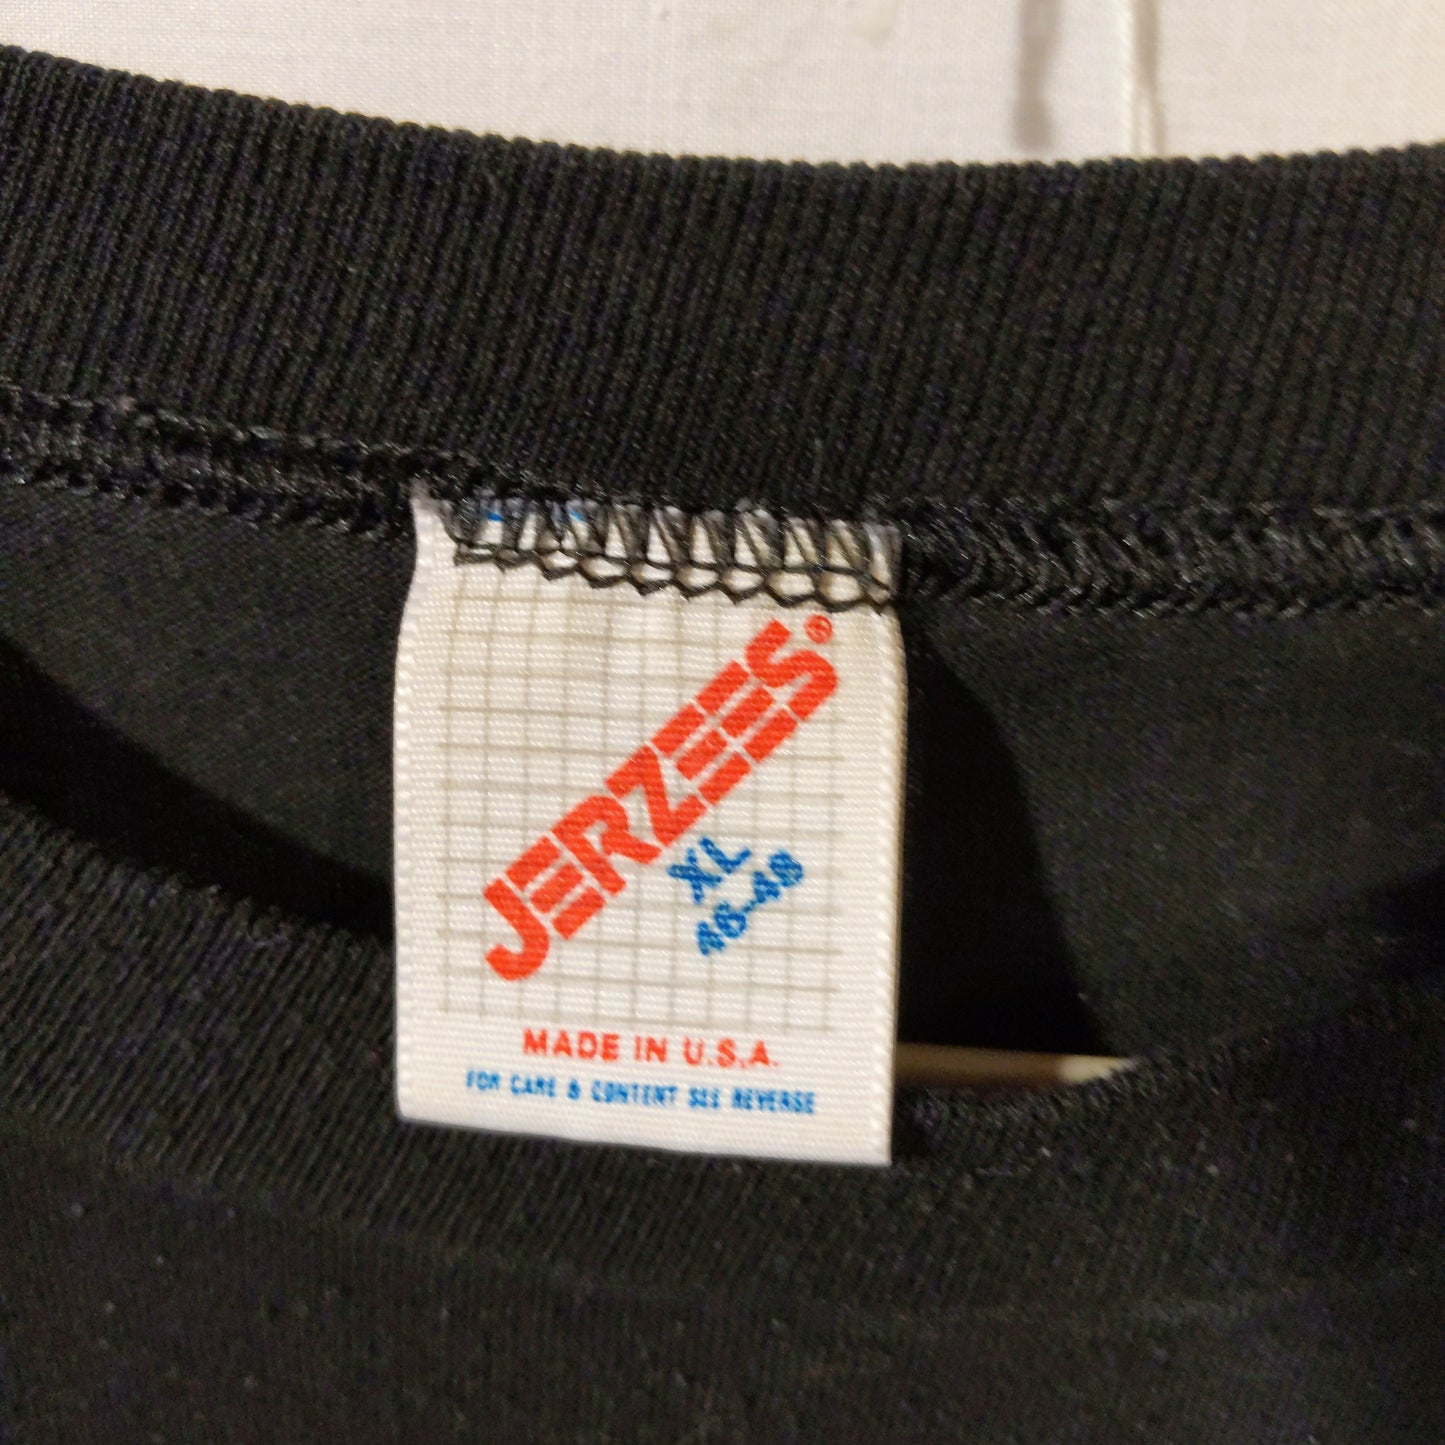 JERZEES®
XL
46-48
MADE IN U.S.A.
FOR CARE & CONTENT SEE REVERSE